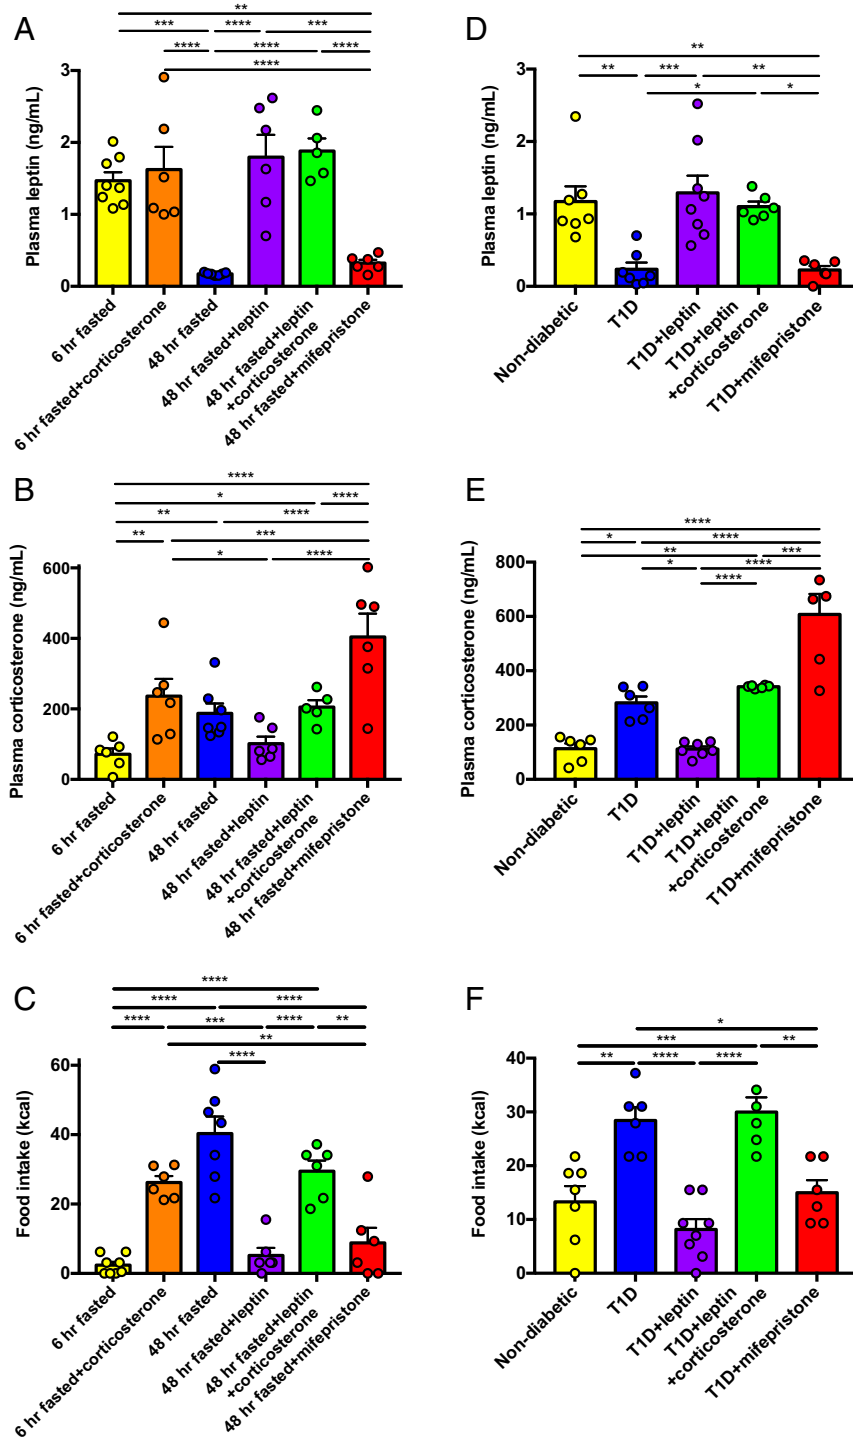 A
**
*** **** ***
**** **** ****
****
Plasma leptin (ng/mL)
3
2
1
0
6 hr fasted
6 hr fasted+corticosterone
48 hr fasted
48 hr fasted+leptin
48 hr fasted+leptin
+corticosterone
48 hr fasted+mifepristone
D
**
** *** **
* *
Plasma leptin (ng/mL)
3
2
1
0
Non-diabetic
T1D
T1D+leptin
T1D+leptin
+corticosterone
T1D+mifepristone
B
****
* ****
** ****
** ***
* ****
Plasma corticosterone (ng/mL)
600
400
200
0
6 hr fasted
6 hr fasted+corticosterone
48 hr fasted
48 hr fasted+leptin
48 hr fasted+leptin
+corticosterone
48 hr fasted+mifepristone
E
****
* ****
** ***
* ****
****
Plasma corticosterone (ng/mL)
800
600
400
200
0
Non-diabetic
T1D
T1D+leptin
T1D+leptin
+corticosterone
T1D+mifepristone
C
****
**** ****
**** *** **** **
**
****
Food intake (kcal)
60
40
20
0
6 hr fasted
6 hr fasted+corticosterone
48 hr fasted
48 hr fasted+leptin
48 hr fasted+leptin
+corticosterone
48 hr fasted+mifepristone
F
*
*** **
** **** ****
Food intake (kcal)
40
30
20
10
0
Non-diabetic
T1D
T1D+leptin
T1D+leptin
+corticosterone
T1D+mifepristone